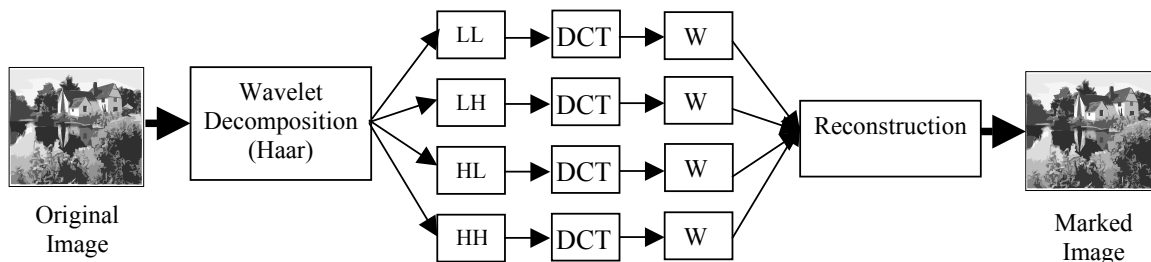 LL
DCT
W
Wavelet
Decomposition
(Haar)
LH
DCT
W
Reconstruction
HL
DCT
W
Original
Image
HH
DCT
W
Marked
Image